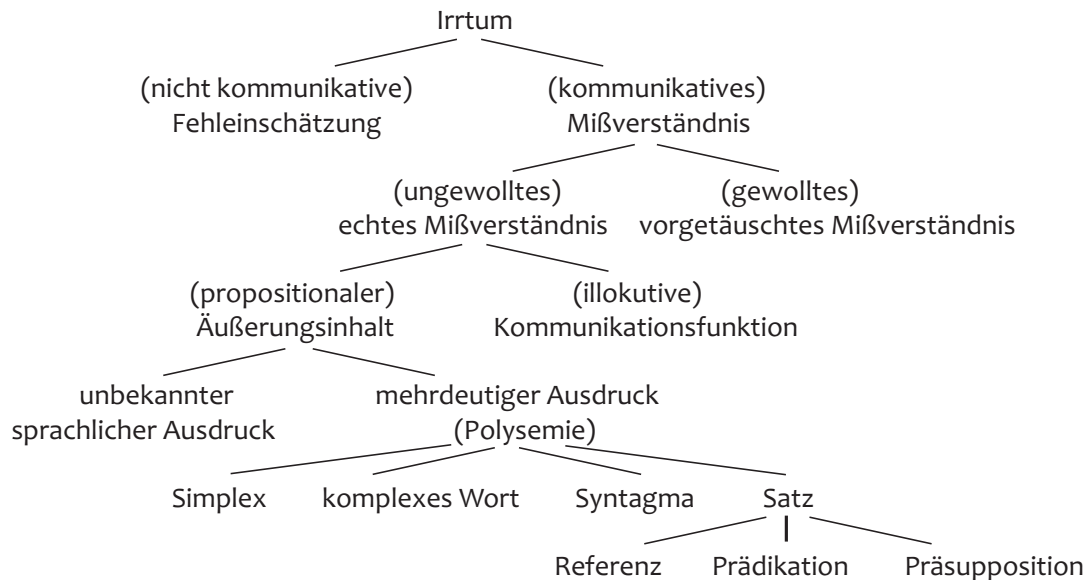 Irrtum
(nicht kommunikative) (kommunikatives)
Fehleinschätzung Mißverständnis
(ungewolltes) (gewolltes)
echtes Mißverständnis vorgetäuschtes Mißverständnis
(propositionaler) (illokutive)
Äußerungsinhalt Kommunikationsfunktion
unbekannter mehrdeutiger Ausdruck
sprachlicher Ausdruck (Polysemie)
Simplex komplexes Wort Syntagma Satz
Referenz Prädikation Präsupposition